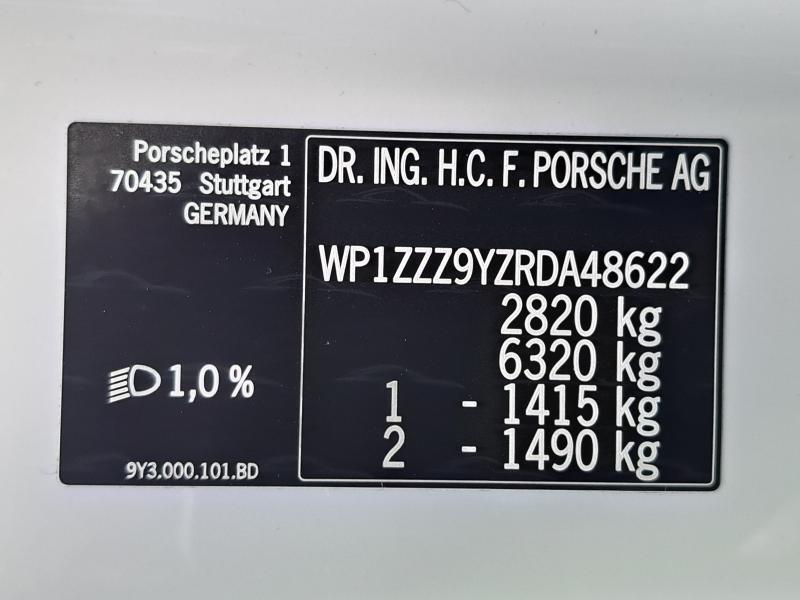 Porscheplatz 1
70435 Stuttgart
GERMANY
1,0 %
9Y3.000.101.BD
DR. ING. H.C. F. PORSCHE AG
WP1ZZZ9YZRDA48622
2820 kg
6320 kg
1 - 1415 kg
2 - 1490 kg